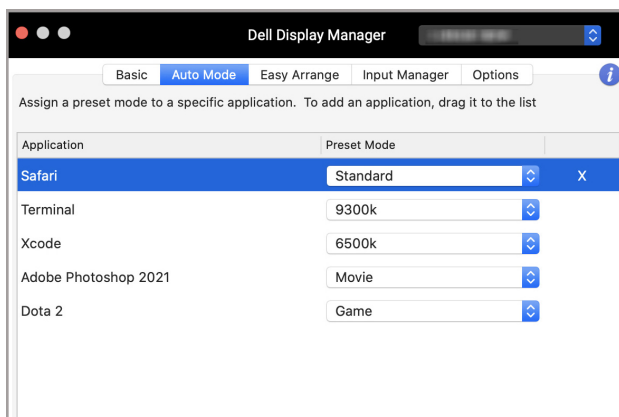 Dell Display Manager
Basic Auto Mode Easy Arrange Input Manager Options i
Assign a preset mode to a specific application. To add an application, drag it to the list
Application Preset Mode
Safari Standard X
Terminal 9300k
Xcode 6500k
Adobe Photoshop 2021 Movie
Dota 2 Game